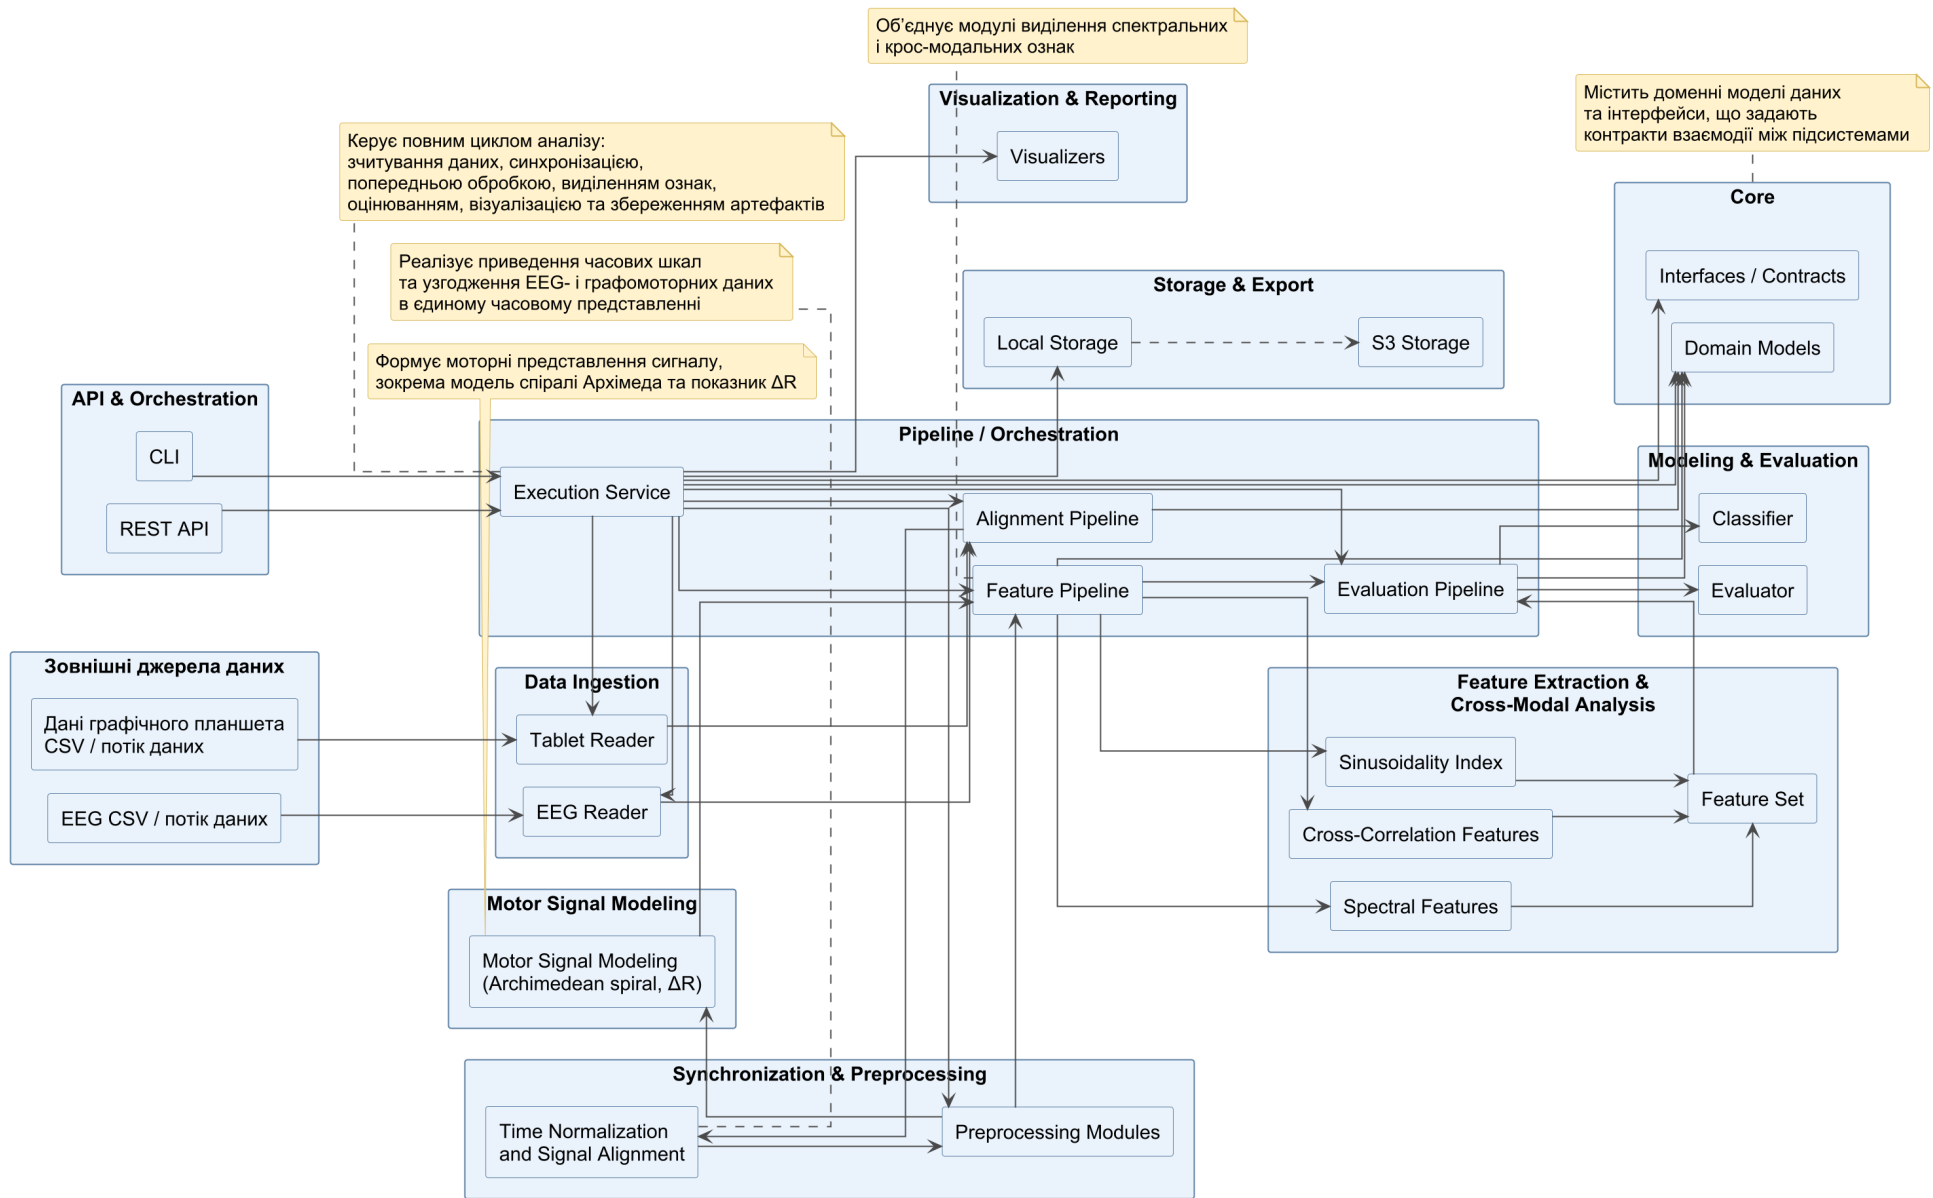 Об’єднує модулі виділення спектральних
і крос-модальних ознак
Visualization & Reporting
Visualizers
Містить доменні моделі даних
та інтерфейси, що задають
контракти взаємодії між підсистемами
Керує повним циклом аналізу:
зчитування даних, синхронізацією,
попередньою обробкою, виділенням ознак,
оцінюванням, візуалізацією та збереженням артефактів
Core
Interfaces / Contracts
Domain Models
Реалізує приведення часових шкал
та узгодження EEG- і графомоторних даних
в єдиному часовому представленні
Storage & Export
Local Storage
S3 Storage
Формує моторні представлення сигналу,
зокрема модель спіралі Архімеда та показник ΔR
API & Orchestration
CLI
REST API
Pipeline / Orchestration
Execution Service
Alignment Pipeline
Feature Pipeline
Evaluation Pipeline
Modeling & Evaluation
Classifier
Evaluator
Зовнішні джерела даних
Дані графічного планшета
CSV / потік даних
EEG CSV / потік даних
Data Ingestion
Tablet Reader
EEG Reader
Feature Extraction &
Cross-Modal Analysis
Sinusoidality Index
Cross-Correlation Features
Spectral Features
Feature Set
Motor Signal Modeling
Motor Signal Modeling
(Archimedean spiral, ΔR)
Synchronization & Preprocessing
Time Normalization
and Signal Alignment
Preprocessing Modules